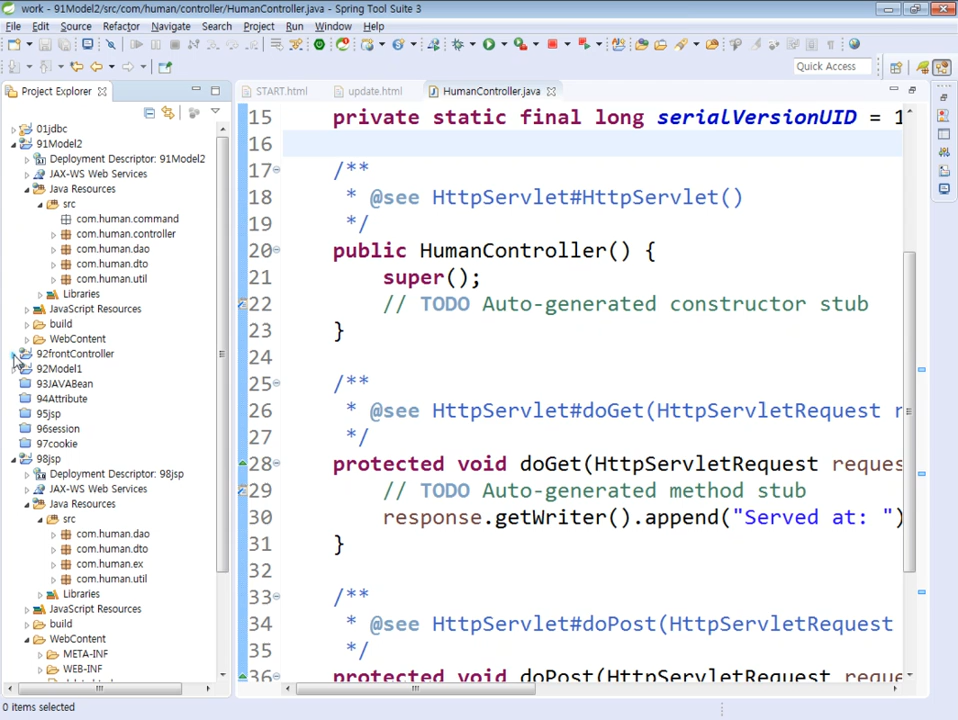 work - 91Model2/src/com/human/controller/HumanController.java - Spring Tool Suite 3
File Edit Source Refactor Navigate Search Project Run Window Help
Quick Access
Project Explorer
START.html update.html HumanController.java
01jdbc
91Model2
Deployment Descriptor: 91Model2
JAX-WS Web Services
Java Resources
src
com.human.command
com.human.controller
com.human.dao
com.human.dto
com.human.util
Libraries
JavaScript Resources
build
WebContent
92frontController
92Model1
93JAVABean
94Attribute
95jsp
96session
97cookie
98jsp
Deployment Descriptor: 98jsp
JAX-WS Web Services
Java Resources
src
com.human.dao
com.human.dto
com.human.ex
com.human.util
Libraries
JavaScript Resources
build
WebContent
META-INF
WEB-INF
15 private static final long serialVersionUID = 1
16
17 /**
18 * @see HttpServlet#HttpServlet()
19 */
20 public HumanController() {
21 super();
22 // TODO Auto-generated constructor stub
23 }
24
25 /**
26 * @see HttpServlet#doGet(HttpServletRequest r
27 */
28 protected void doGet(HttpServletRequest reques
29 // TODO Auto-generated method stub
30 response.getWriter().append("Served at: ")
31 }
32
33 /**
34 * @see HttpServlet#doPost(HttpServletRequest
35 */
36 protected void doPost(HttpServletRequest reque
0 items selected